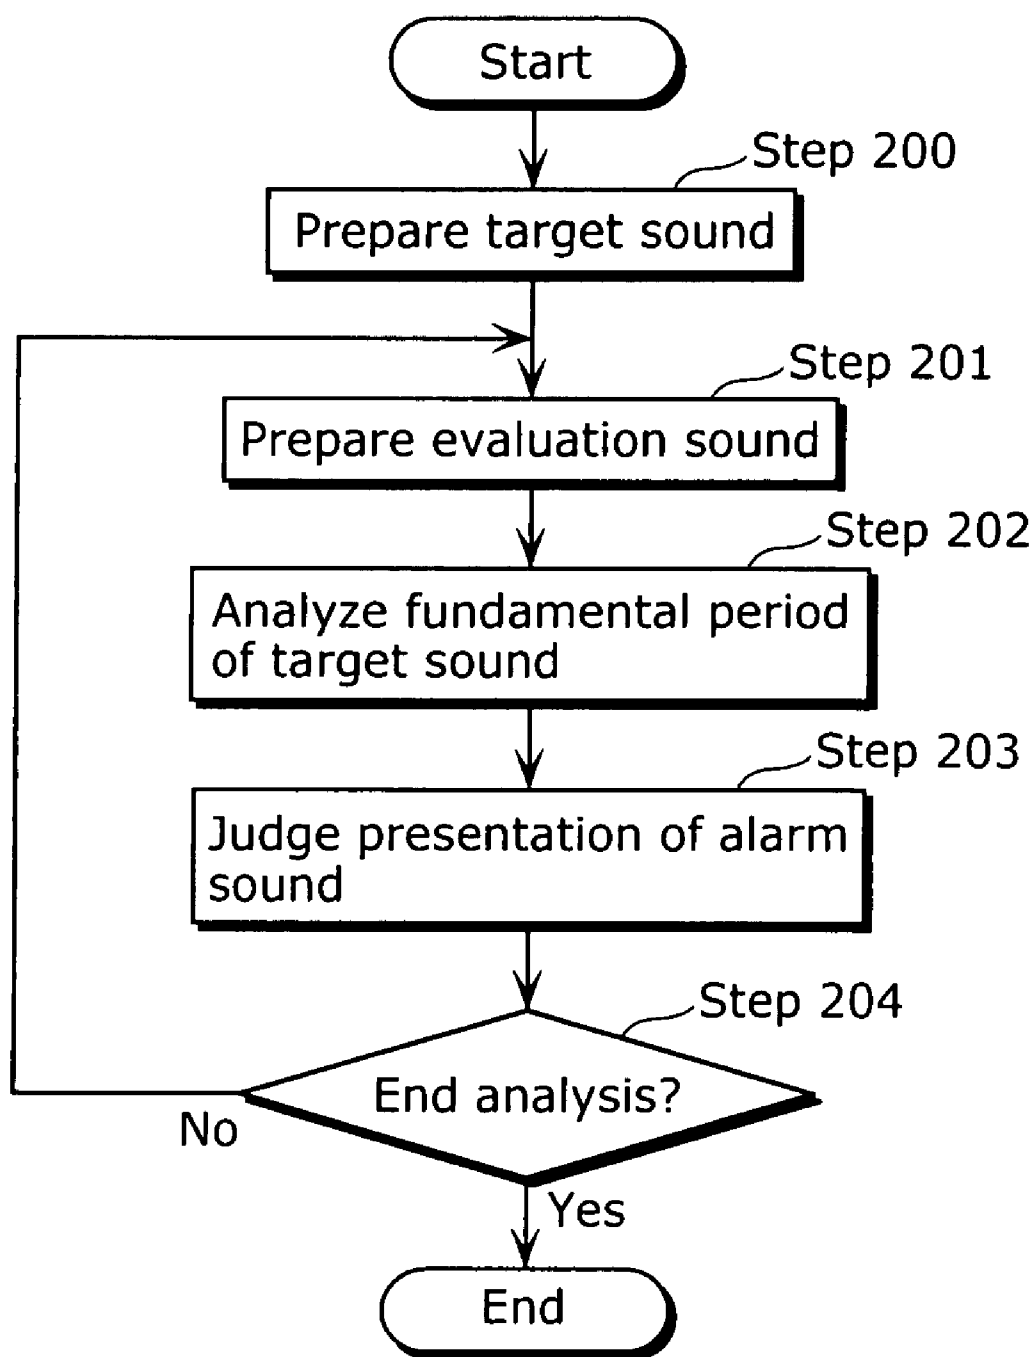 Start
Step 200
Prepare target sound
Step 201
Prepare evaluation sound
Step 202
Analyze fundamental period
of target sound
Step 203
Judge presentation of alarm
sound
Step 204
End analysis?
No
Yes
End